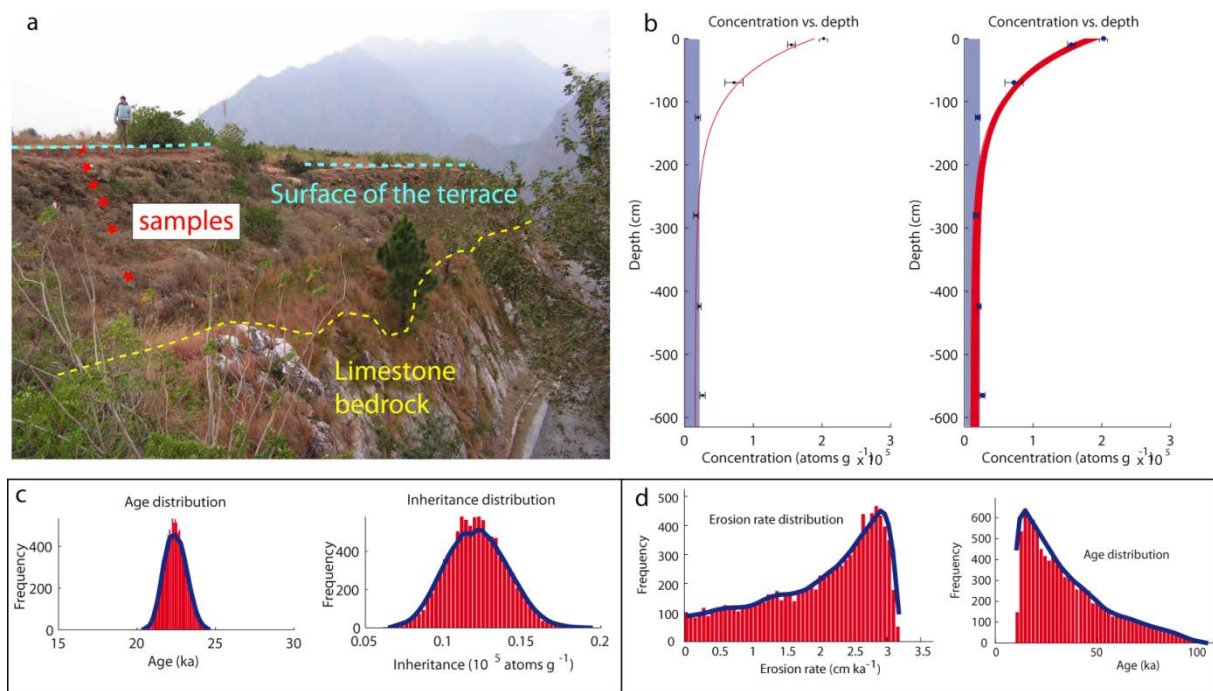 a
Surface of the terrace
samples
Limestone
bedrock
b
Concentration vs. depth
0
-100
-200
-300
-400
-500
-600
Depth (cm)
0 1 2 3
Concentration (atoms g⁻¹) x 10⁵
Concentration vs. depth
0
-100
-200
-300
-400
-500
-600
Depth (cm)
0 1 2 3
Concentration (atoms g⁻¹) x 10⁵
c
Age distribution
400
200
0
Frequency
15 20 25 30
Age (ka)
Inheritance distribution
400
200
0
Frequency
0.05 0.1 0.15 0.2
Inheritance (10⁵ atoms g⁻¹)
d
Erosion rate distribution
500
400
300
200
100
0
Frequency
0 0.5 1 1.5 2 2.5 3 3.5
Erosion rate (cm ka⁻¹)
Age distribution
600
500
400
300
200
100
0
Frequency
0 50 100
Age (ka)